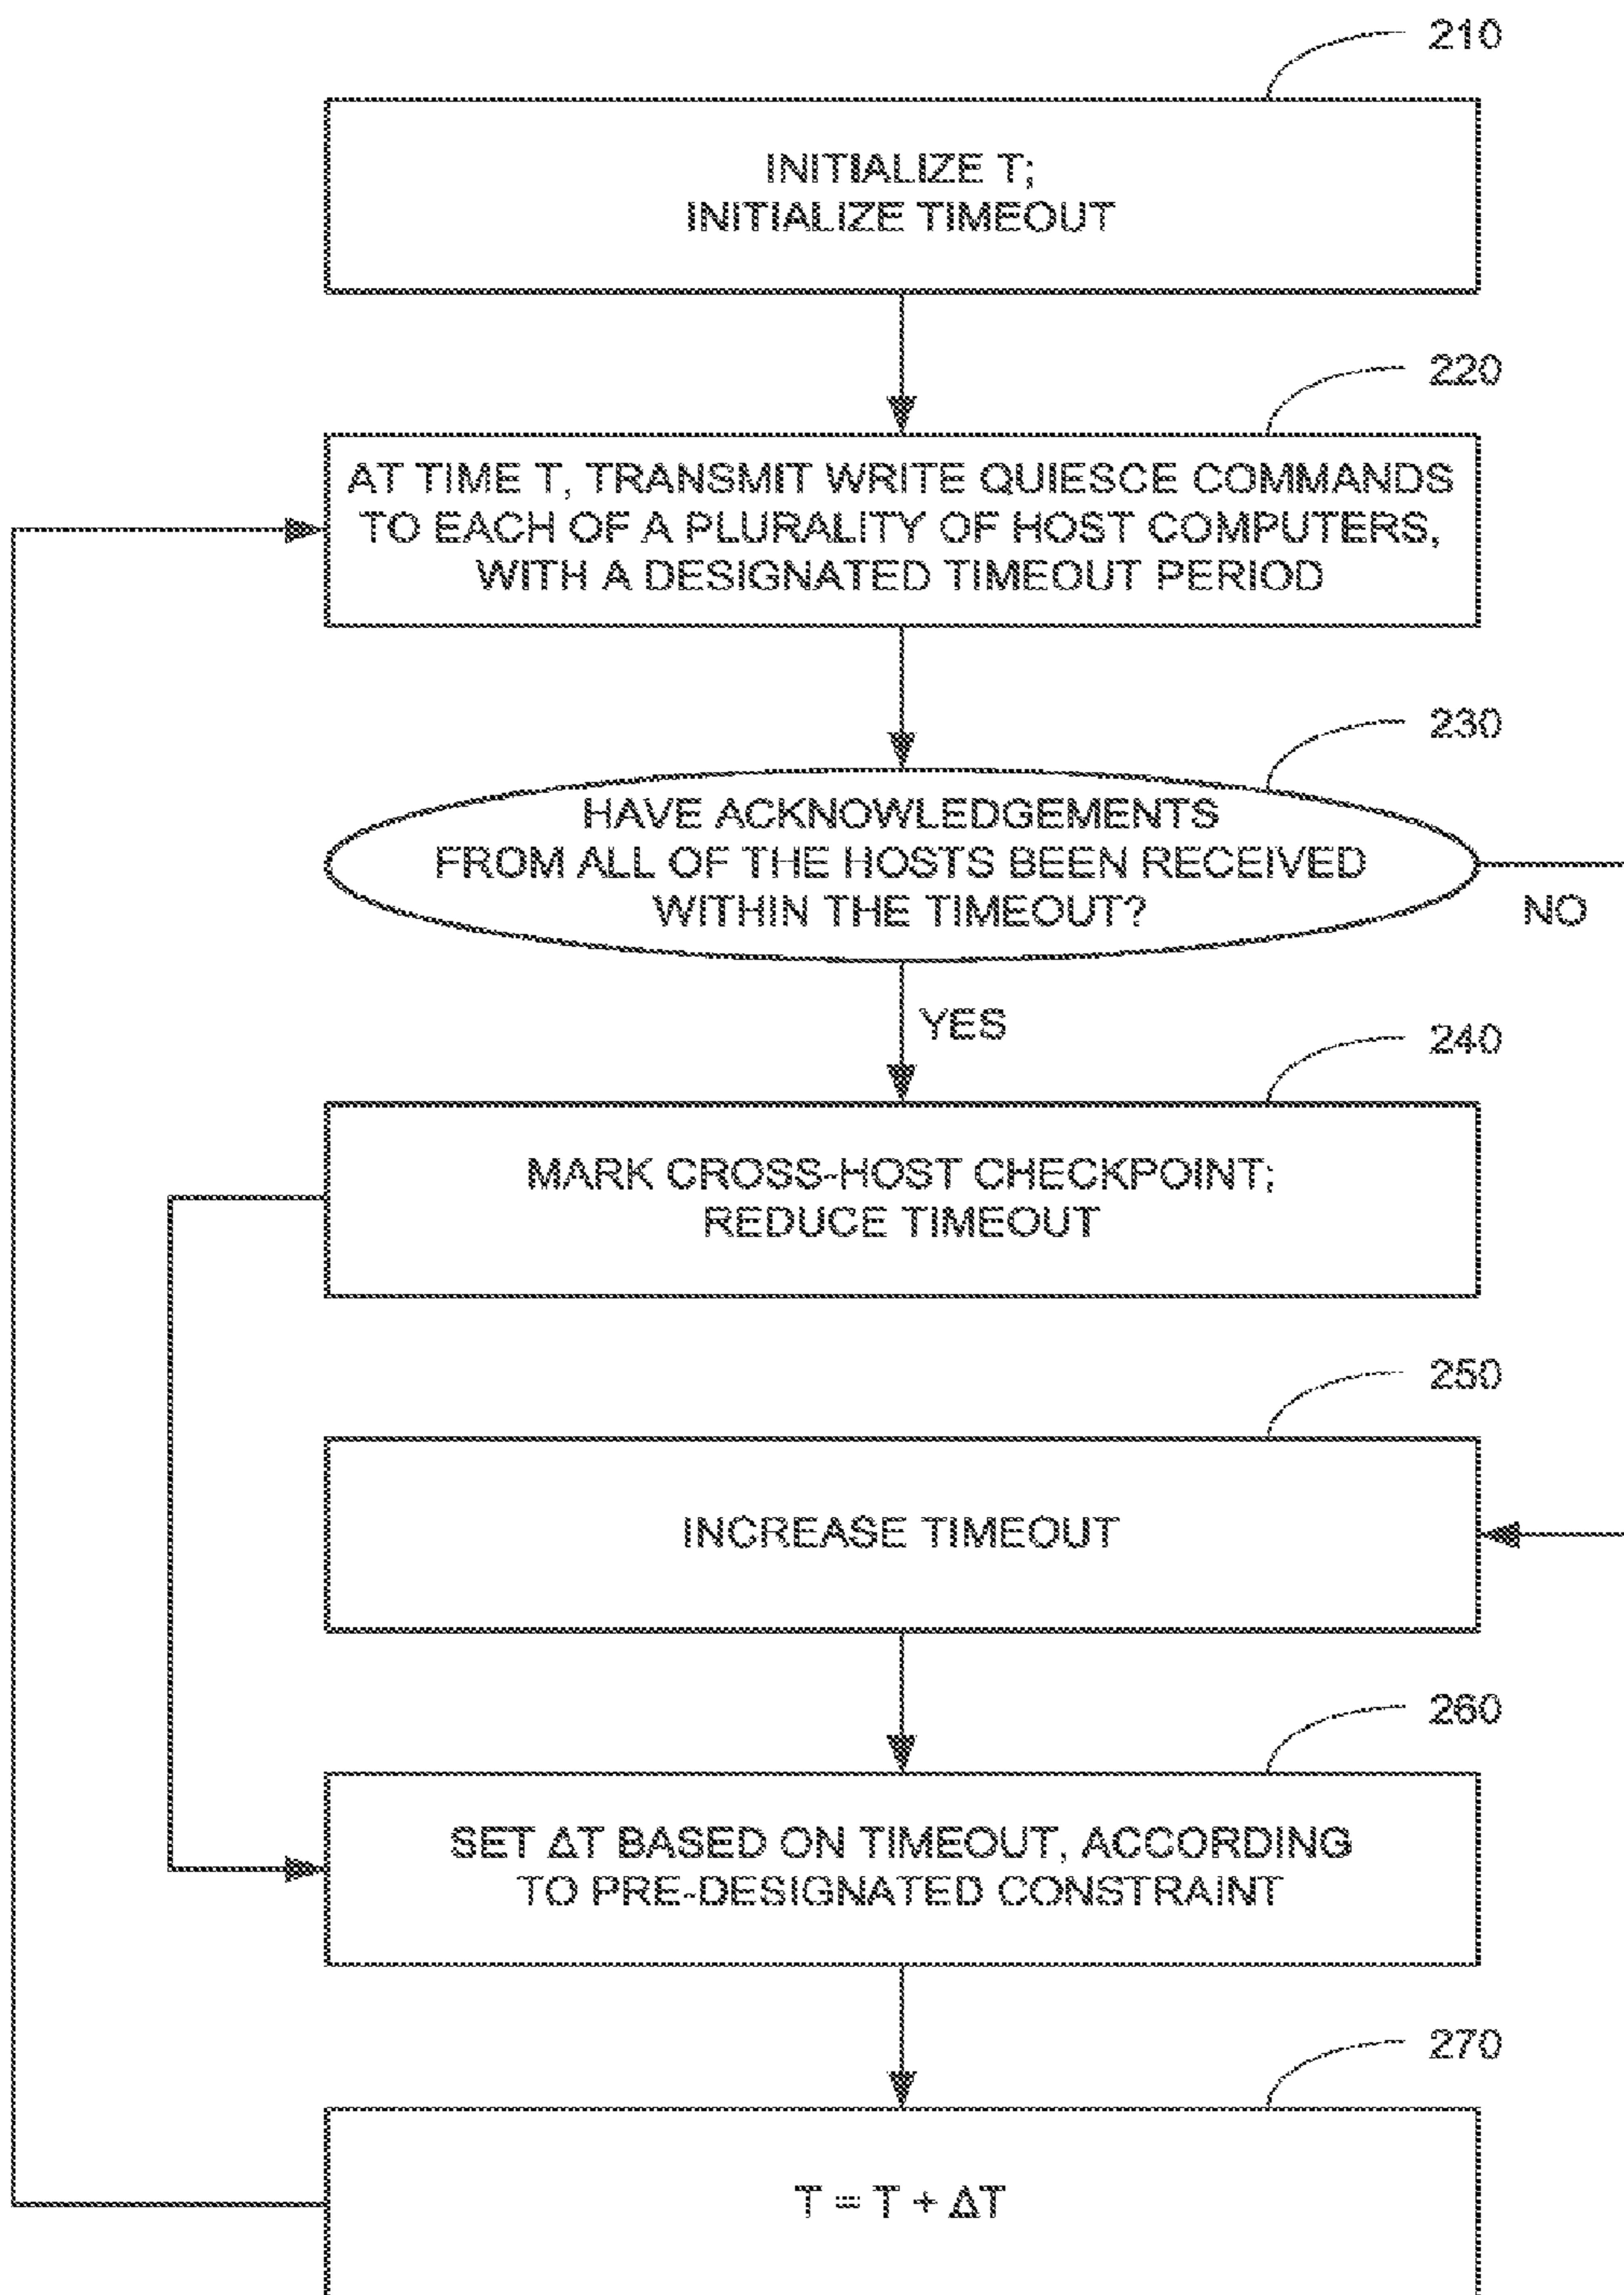 210
INITIALIZE T;
INITIALIZE TIMEOUT
220
AT TIME T, TRANSMIT WRITE QUIESCE COMMANDS
TO EACH OF A PLURALITY OF HOST COMPUTERS,
WITH A DESIGNATED TIMEOUT PERIOD
230
HAVE ACKNOWLEDGEMENTS
FROM ALL OF THE HOSTS BEEN RECEIVED
WITHIN THE TIMEOUT?
NO
YES
240
MARK CROSS-HOST CHECKPOINT;
REDUCE TIMEOUT
250
INCREASE TIMEOUT
260
SET ΔT BASED ON TIMEOUT, ACCORDING
TO PRE-DESIGNATED CONSTRAINT
270
T = T + ΔT